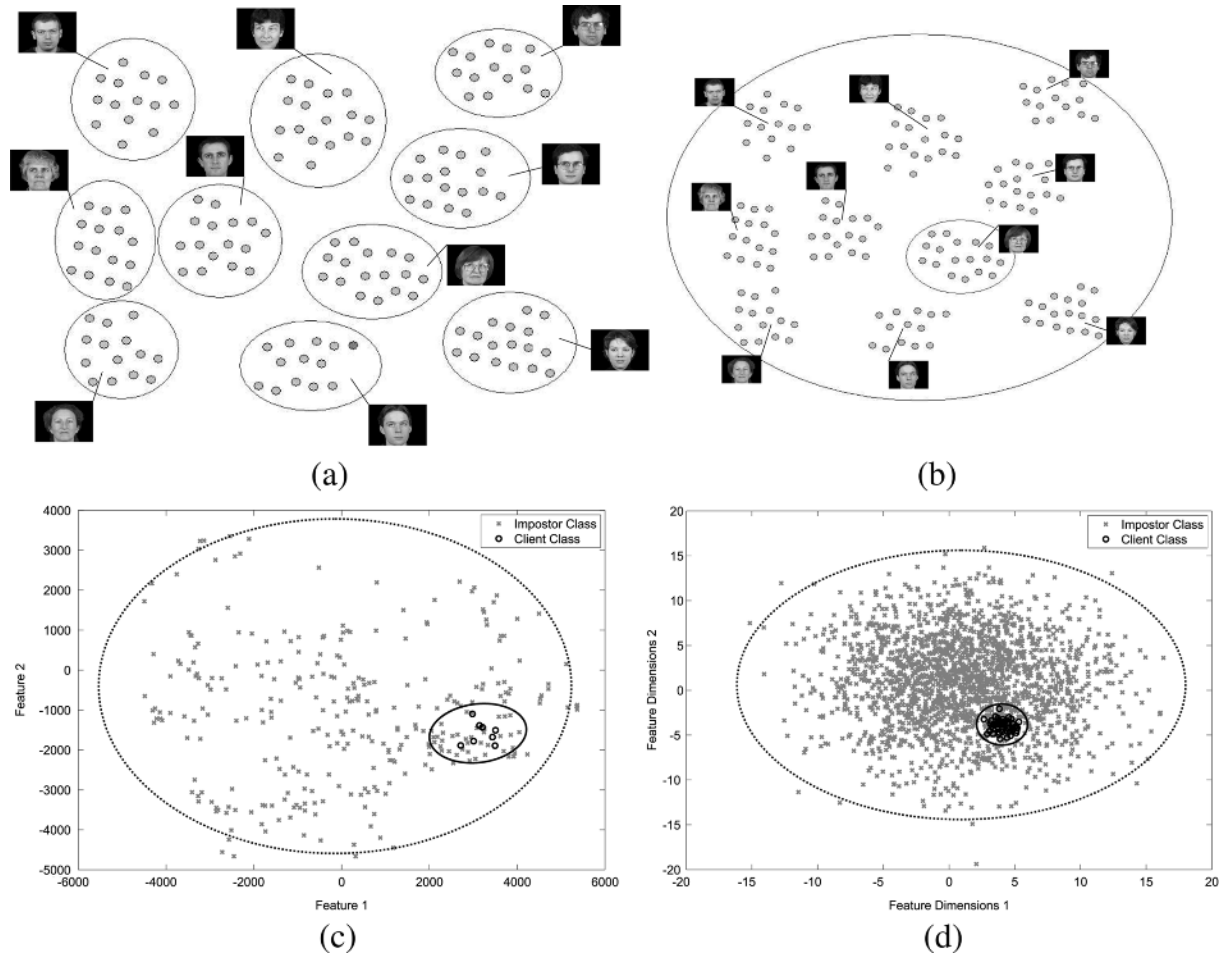 (a)
(b)
4000
3000
2000
1000
0
-1000
-2000
-3000
-4000
-5000
Feature 2
Impostor Class
Client Class
-6000 -4000 -2000 0 2000 4000 6000
Feature 1
(c)
20
15
10
5
0
-5
-10
-15
-20
Feature Dimensions 2
Impostor Class
Client Class
-20 -15 -10 -5 0 5 10 15 20
Feature Dimensions 1
(d)